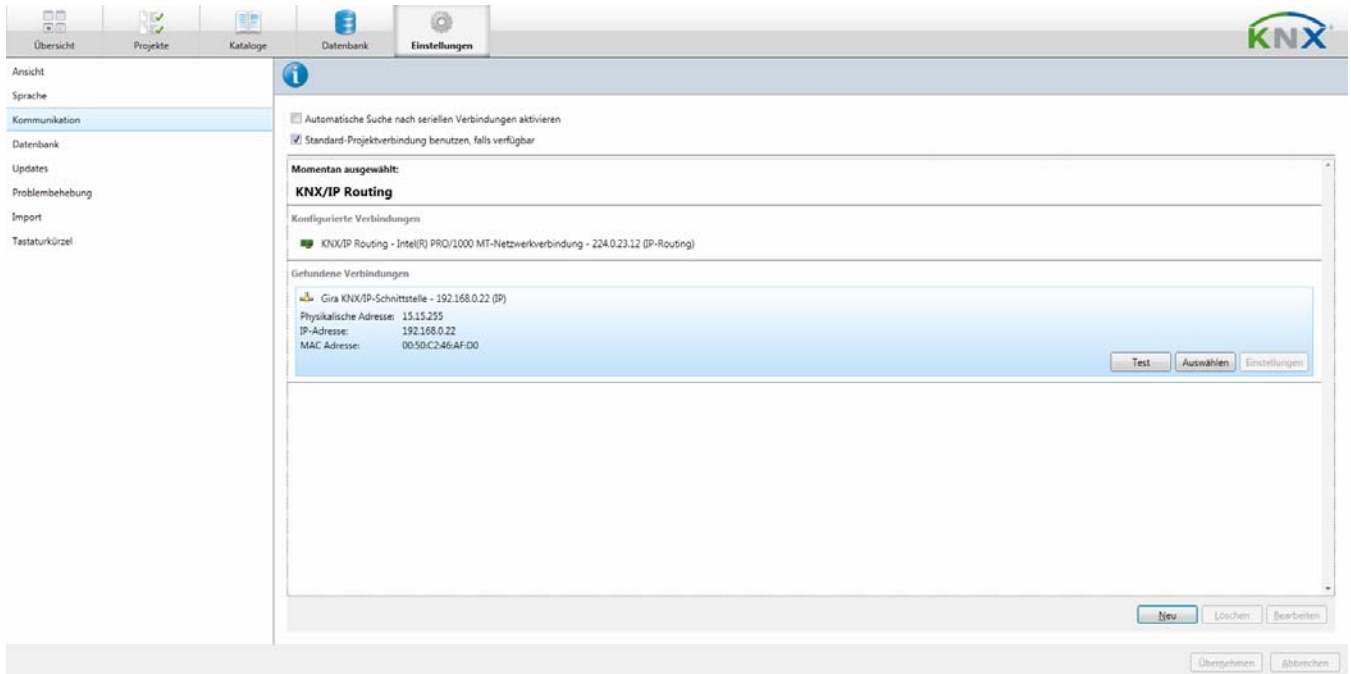 Übersicht Projekte Kataloge Datenbank Einstellungen
KNX
Ansicht
Sprache
Kommunikation
Datenbank
Updates
Problembehebung
Import
Tastaturkürzel
Automatische Suche nach seriellen Verbindungen aktivieren
Standard-Projektverbindung benutzen, falls verfügbar
Momentan ausgewählt:
KNX/IP Routing
Konfigurierte Verbindungen
KNX/IP Routing - Intel(R) PRO/1000 MT-Netzwerkverbindung - 224.0.23.12 (IP-Routing)
Gefundene Verbindungen
Gira KNX/IP-Schnittstelle - 192.168.0.22 (IP)
Physikalische Adresse: 15.15.255
IP-Adresse: 192.168.0.22
MAC Adresse: 00:50:C2:46:AF:D0
Test Auswählen Einstellungen
Neu Löschen Bearbeiten
Übernehmen Abbrechen